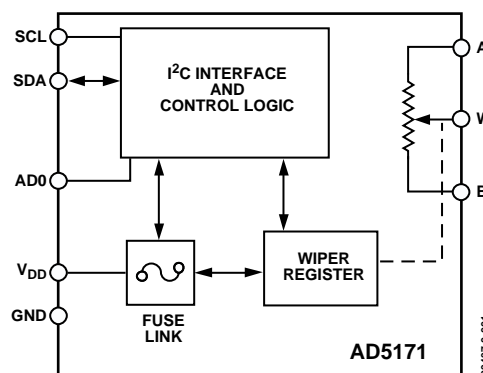 SCL
SDA
AD0
VDD
GND
I2C INTERFACE
AND
CONTROL LOGIC
FUSE
LINK
WIPER
REGISTER
A
W
B
AD5171